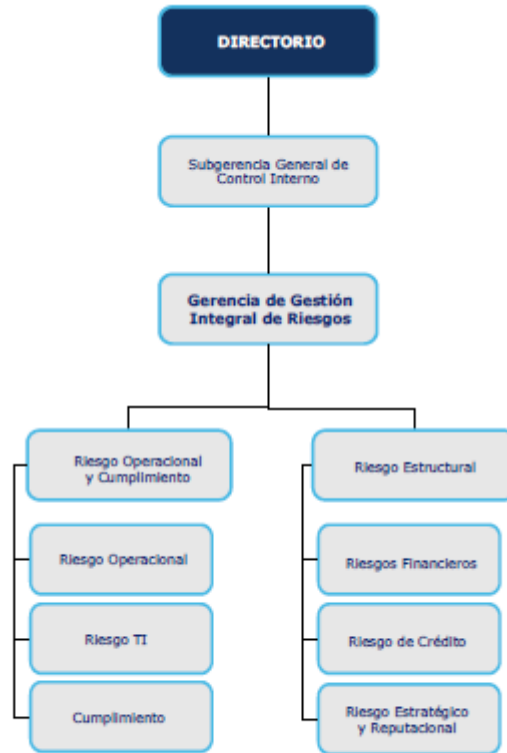 DIRECTORIO
Subgerencia General de
Control Interno
Gerencia de Gestión
Integral de Riesgos
Riesgo Operacional
y Cumplimiento
Riesgo Estructural
Riesgo Operacional
Riesgos Financieros
Riesgo TI
Riesgo de Crédito
Cumplimiento
Riesgo Estratégico
y Reputacional